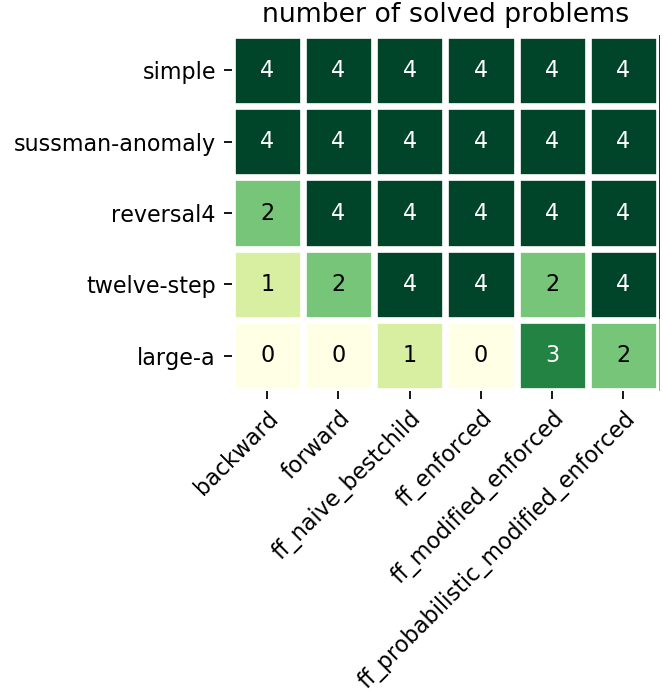 number of solved problems
simple 4 4 4 4 4 4
sussman-anomaly 4 4 4 4 4 4
reversal4 2 4 4 4 4 4
twelve-step 1 2 4 4 2 4
large-a 0 0 1 0 3 2
backward
forward
ff_naive_bestchild
ff_enforced
ff_modified_enforced
ff_probabilistic_modified_enforced